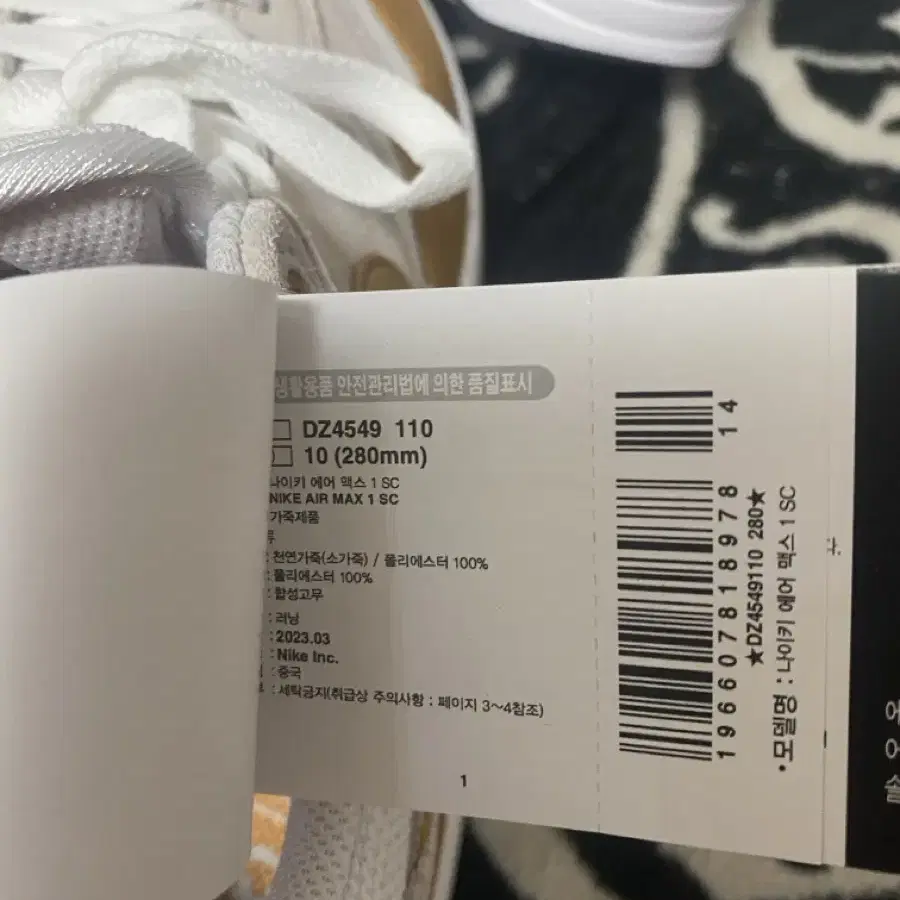 생활용품 안전관리법에 의한 품질표시
DZ4549 110
10 (280mm)
나이키 에어 맥스 1 SC
NIKE AIR MAX 1 SC
: 가죽제품
: 천연가죽(소가죽) / 폴리에스터 100%
: 폴리에스터 100%
: 합성고무
: 러닝
: 2023.03
: Nike Inc.
: 중국
: 세탁금지(취급상 주의사항 : 페이지 3~4참조)
1
14
196607818978
★DZ4549110 280★
•모델명 : 나이키 에어 맥스 1 SC